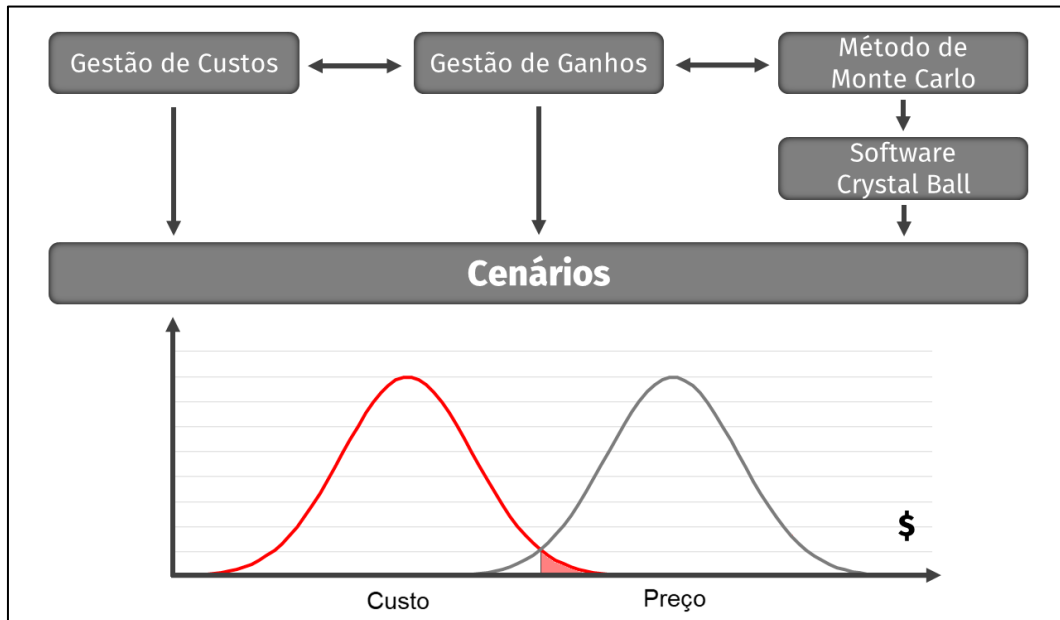 Gestão de Custos
Gestão de Ganhos
Método de
Monte Carlo
Software
Crystal Ball
Cenários
$
Custo
Preço